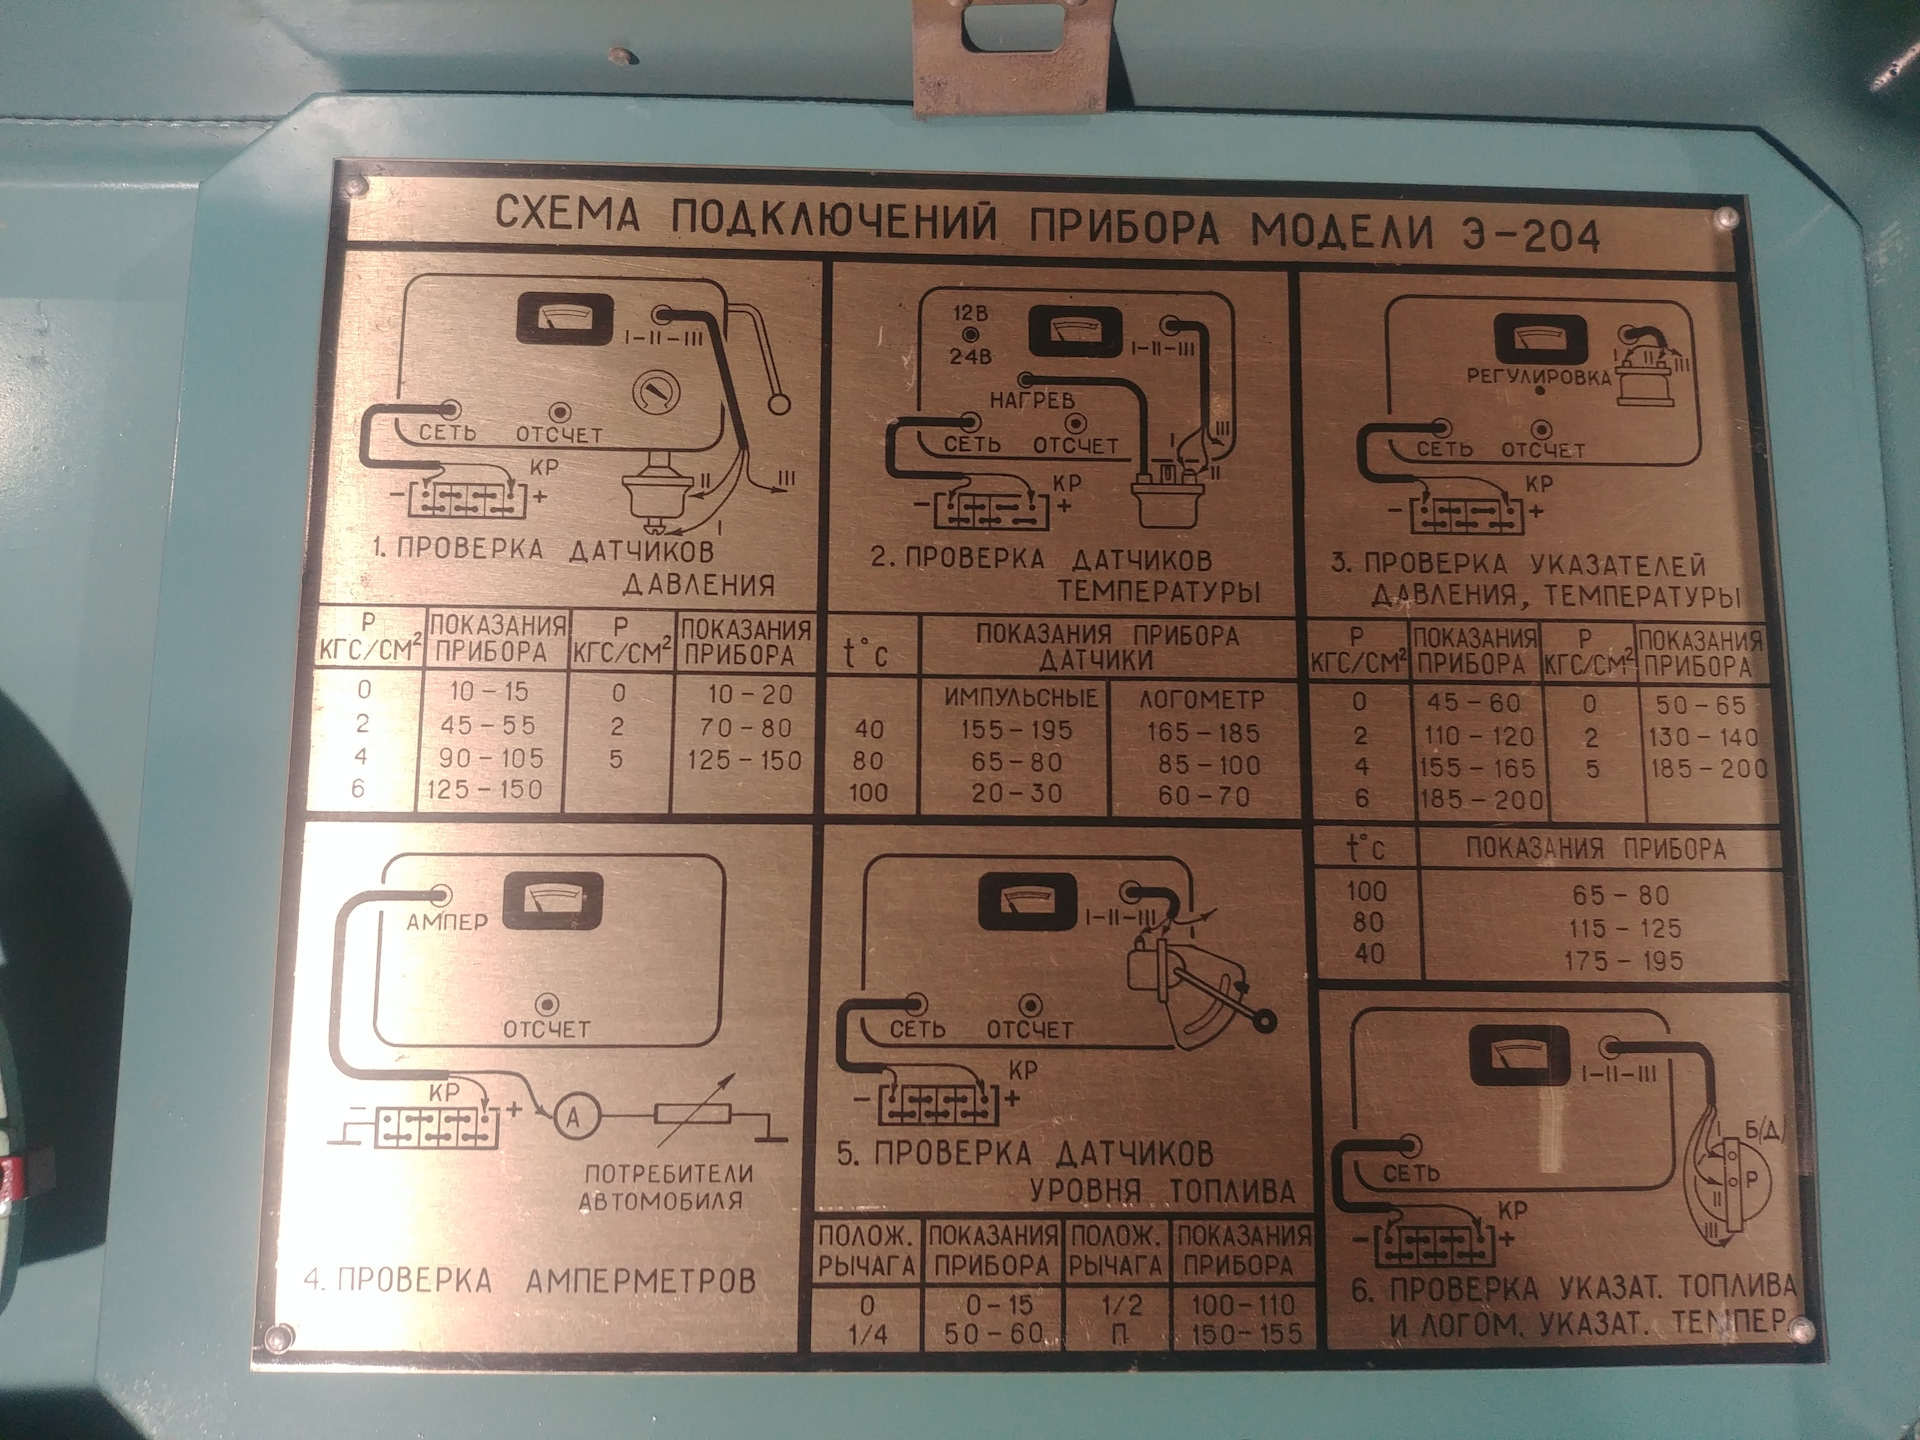 СХЕМА ПОДКЛЮЧЕНИЙ ПРИБОРА МОДЕЛИ Э-204
I-II-III
СЕТЬ ОТСЧЕТ
КР
- +
II III
I
1. ПРОВЕРКА ДАТЧИКОВ
ДАВЛЕНИЯ
Р КГС/СМ² ПОКАЗАНИЯ ПРИБОРА Р КГС/СМ² ПОКАЗАНИЯ ПРИБОРА
0 10-15 0 10-20
2 45-55 2 70-80
4 90-105 5 125-150
6 125-150
12В
24В
I-II-III
НАГРЕВ
СЕТЬ ОТСЧЕТ
I III
II
КР
- +
2. ПРОВЕРКА ДАТЧИКОВ
ТЕМПЕРАТУРЫ
t°c ПОКАЗАНИЯ ПРИБОРА
ДАТЧИКИ
ИМПУЛЬСНЫЕ ЛОГОМЕТР
40 155-195 165-185
80 65-80 85-100
100 20-30 60-70
I II III
РЕГУЛИРОВКА
СЕТЬ ОТСЧЕТ
КР
- +
3. ПРОВЕРКА УКАЗАТЕЛЕЙ
ДАВЛЕНИЯ, ТЕМПЕРАТУРЫ
Р КГС/СМ² ПОКАЗАНИЯ ПРИБОРА Р КГС/СМ² ПОКАЗАНИЯ ПРИБОРА
0 45-60 0 50-65
2 110-120 2 130-140
4 155-165 5 185-200
6 185-200
t°c ПОКАЗАНИЯ ПРИБОРА
100 65-80
80 115-125
40 175-195
АМПЕР
ОТСЧЕТ
КР
- +
А
ПОТРЕБИТЕЛИ
АВТОМОБИЛЯ
4. ПРОВЕРКА АМПЕРМЕТРОВ
I-II-III
I
СЕТЬ ОТСЧЕТ
КР
- +
5. ПРОВЕРКА ДАТЧИКОВ
УРОВНЯ ТОПЛИВА
ПОЛОЖ. РЫЧАГА ПОКАЗАНИЯ ПРИБОРА ПОЛОЖ. РЫЧАГА ПОКАЗАНИЯ ПРИБОРА
0 0-15 1/2 100-110
1/4 50-60 П 150-155
I-II-III
I Б/Д/
Р
II
III
СЕТЬ
КР
- +
6. ПРОВЕРКА УКАЗАТ. ТОПЛИВА
И ЛОГОМ. УКАЗАТ. ТЕМПЕР.